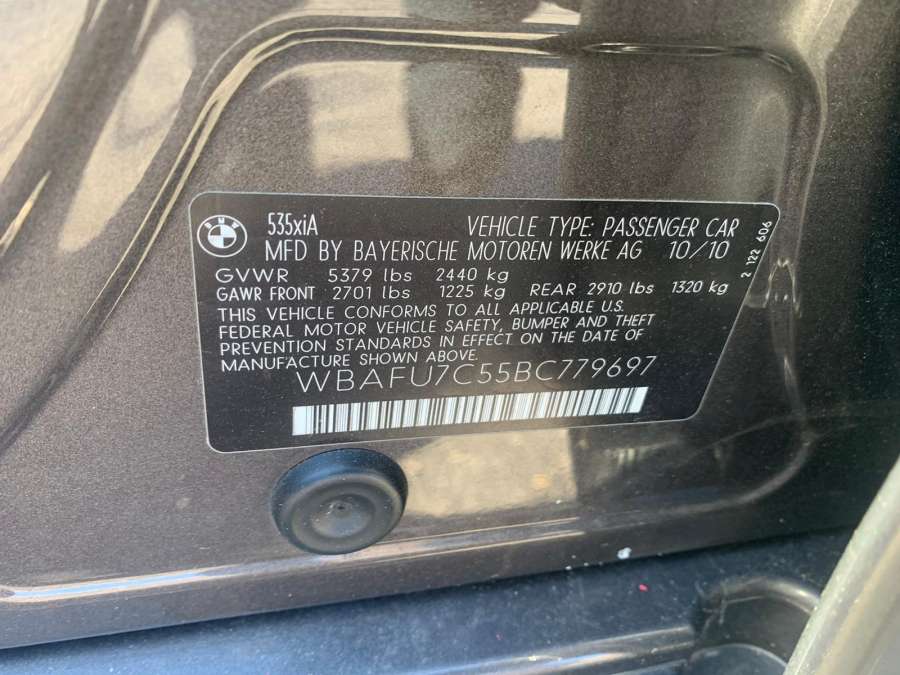 BMW
535xiA VEHICLE TYPE: PASSENGER CAR
MFD BY BAYERISCHE MOTOREN WERKE AG 10/10
GVWR 5379 lbs 2440 kg
GAWR FRONT 2701 lbs 1225 kg REAR 2910 lbs 1320 kg
THIS VEHICLE CONFORMS TO ALL APPLICABLE U.S.
FEDERAL MOTOR VEHICLE SAFETY, BUMPER AND THEFT
PREVENTION STANDARDS IN EFFECT ON THE DATE OF
MANUFACTURE SHOWN ABOVE.
WBAFU7C55BC779697
2 122 606